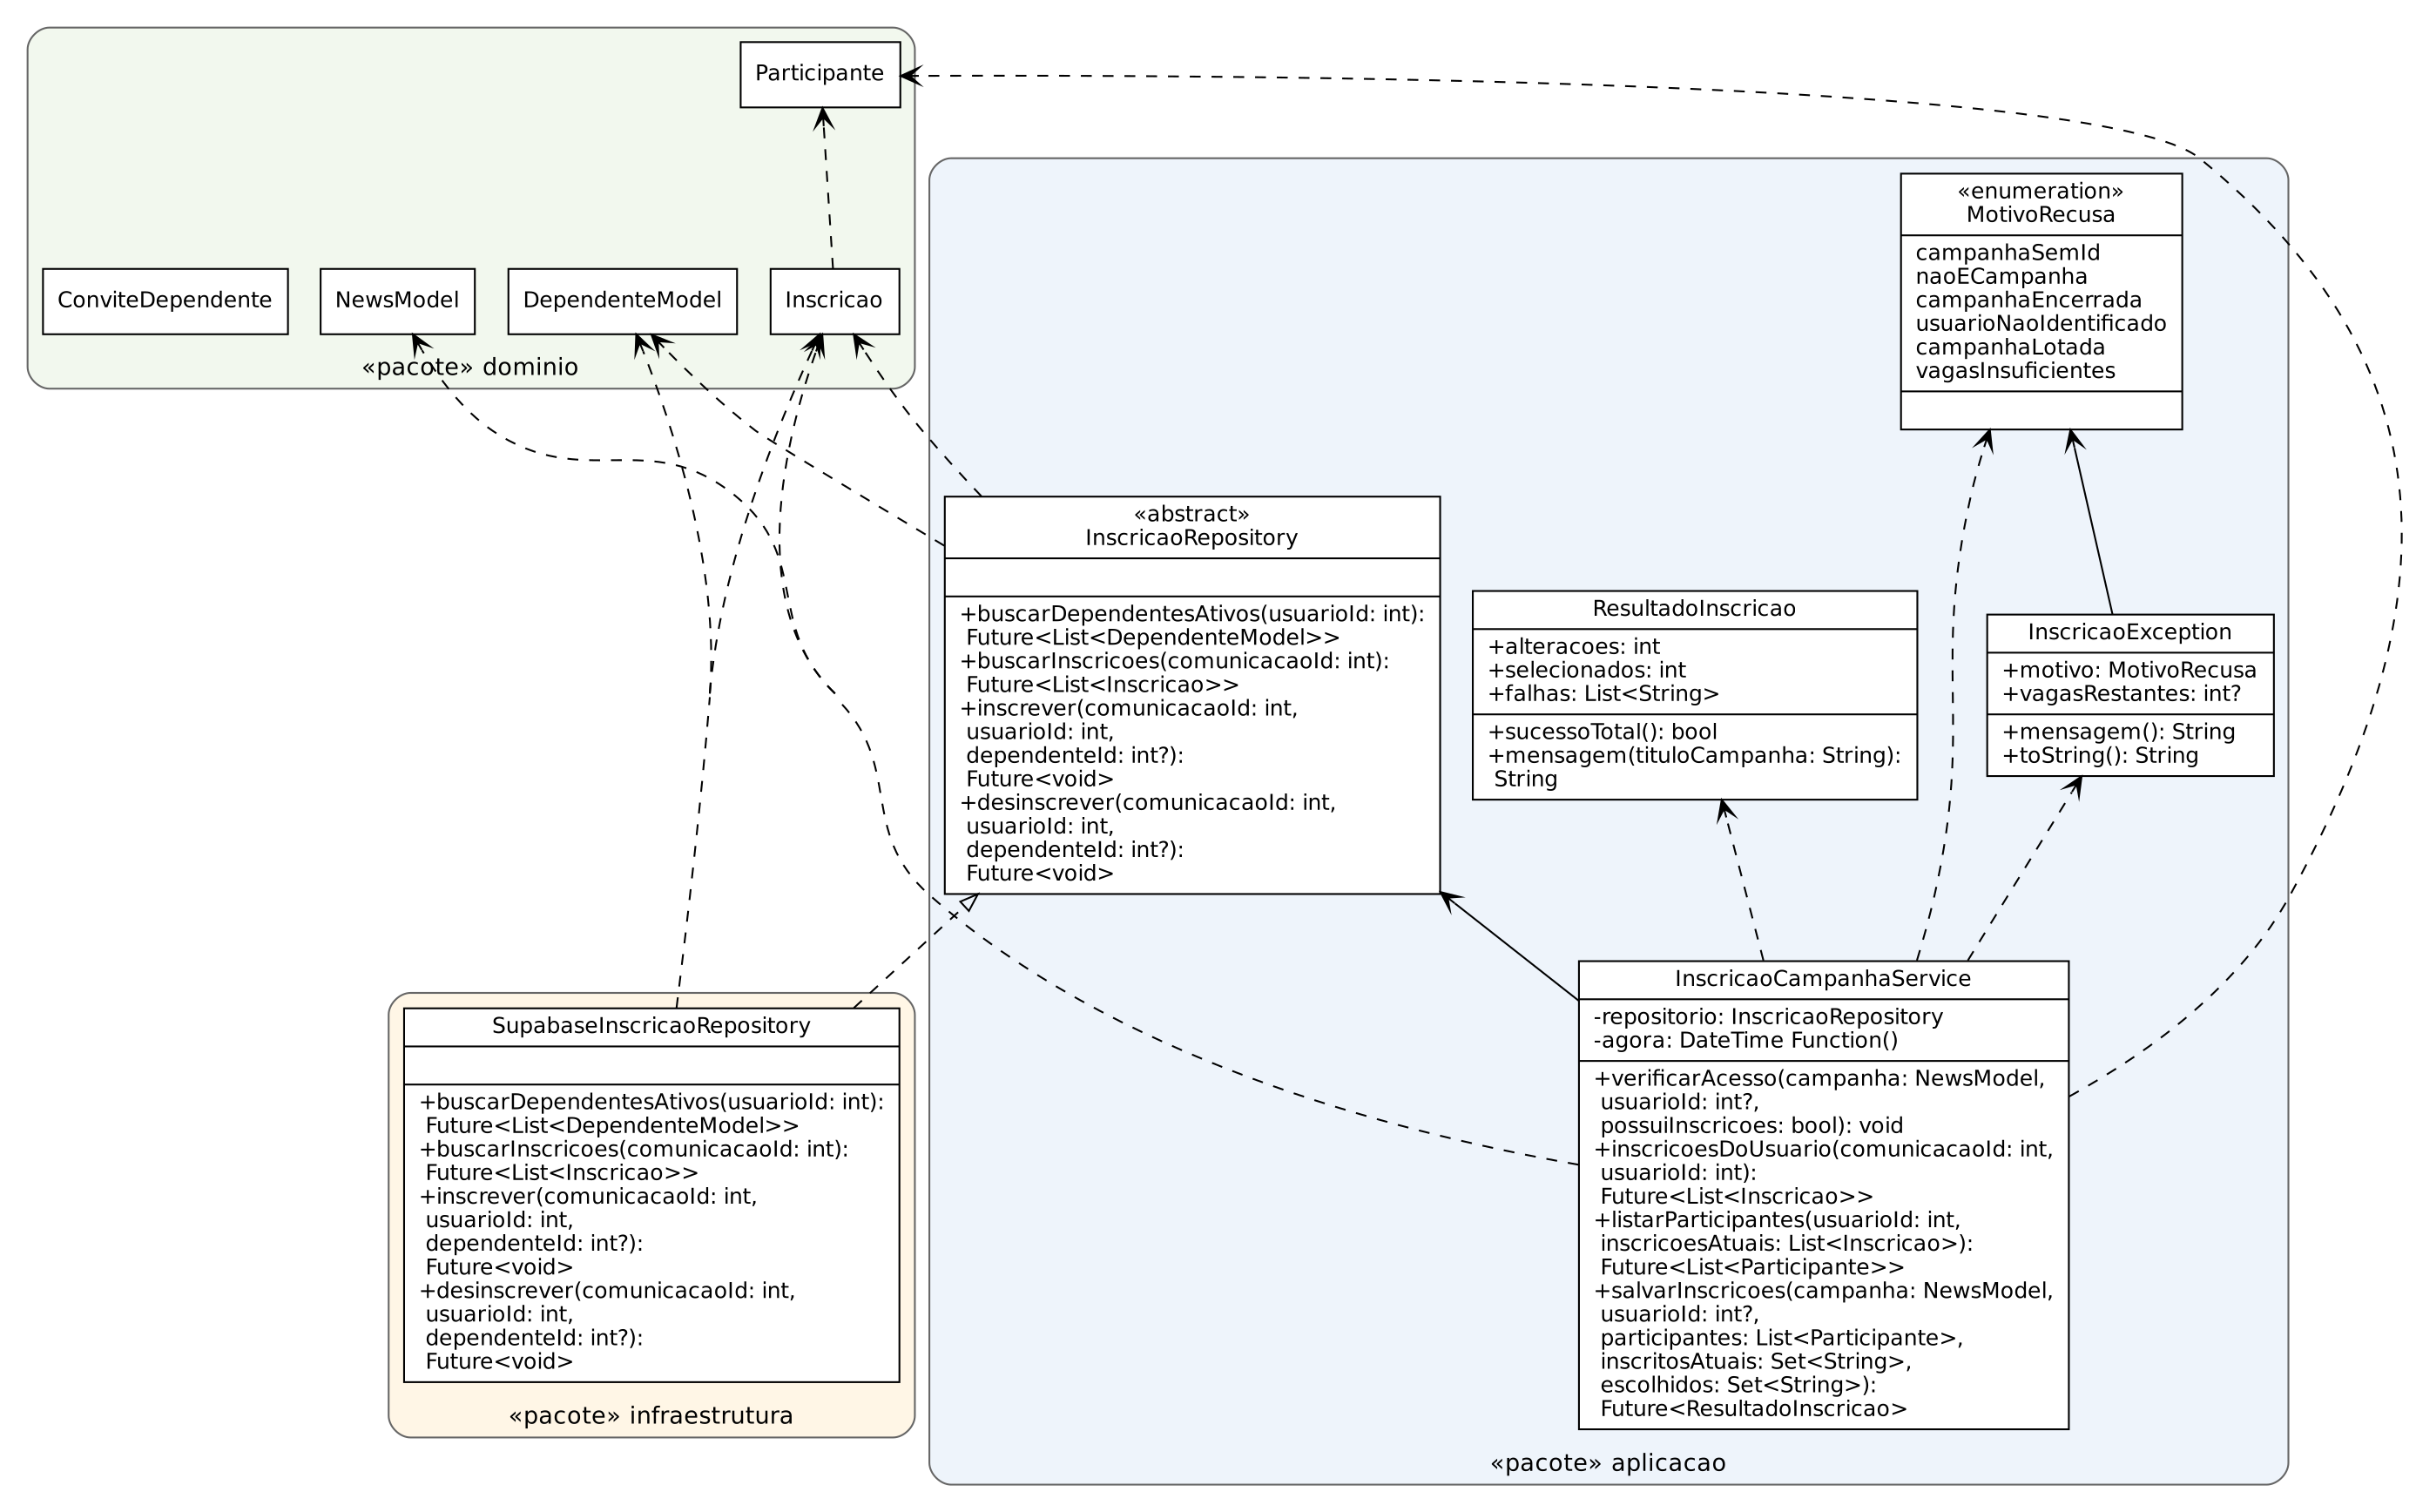 Participante
ConviteDependente
NewsModel
DependenteModel
Inscricao
«pacote» dominio
«enumeration»
MotivoRecusa
campanhaSemId
naoECampanha
campanhaEncerrada
usuarioNaoIdentificado
campanhaLotada
vagasInsuficientes
«abstract»
InscricaoRepository
+buscarDependentesAtivos(usuarioId: int):
Future<List<DependenteModel>>
+buscarInscricoes(comunicacaoId: int):
Future<List<Inscricao>>
+inscrever(comunicacaoId: int,
usuarioId: int,
dependenteId: int?):
Future<void>
+desinscrever(comunicacaoId: int,
usuarioId: int,
dependenteId: int?):
Future<void>
ResultadoInscricao
+alteracoes: int
+selecionados: int
+falhas: List<String>
+sucessoTotal(): bool
+mensagem(tituloCampanha: String):
String
InscricaoException
+motivo: MotivoRecusa
+vagasRestantes: int?
+mensagem(): String
+toString(): String
SupabaseInscricaoRepository
+buscarDependentesAtivos(usuarioId: int):
Future<List<DependenteModel>>
+buscarInscricoes(comunicacaoId: int):
Future<List<Inscricao>>
+inscrever(comunicacaoId: int,
usuarioId: int,
dependenteId: int?):
Future<void>
+desinscrever(comunicacaoId: int,
usuarioId: int,
dependenteId: int?):
Future<void>
«pacote» infraestrutura
InscricaoCampanhaService
-repositorio: InscricaoRepository
-agora: DateTime Function()
+verificarAcesso(campanha: NewsModel,
usuarioId: int?,
possuiInscricoes: bool): void
+inscricoesDoUsuario(comunicacaoId: int,
usuarioId: int):
Future<List<Inscricao>>
+listarParticipantes(usuarioId: int,
inscricoesAtuais: List<Inscricao>):
Future<List<Participante>>
+salvarInscricoes(campanha: NewsModel,
usuarioId: int?,
participantes: List<Participante>,
inscritosAtuais: Set<String>,
escolhidos: Set<String>):
Future<ResultadoInscricao>
«pacote» aplicacao